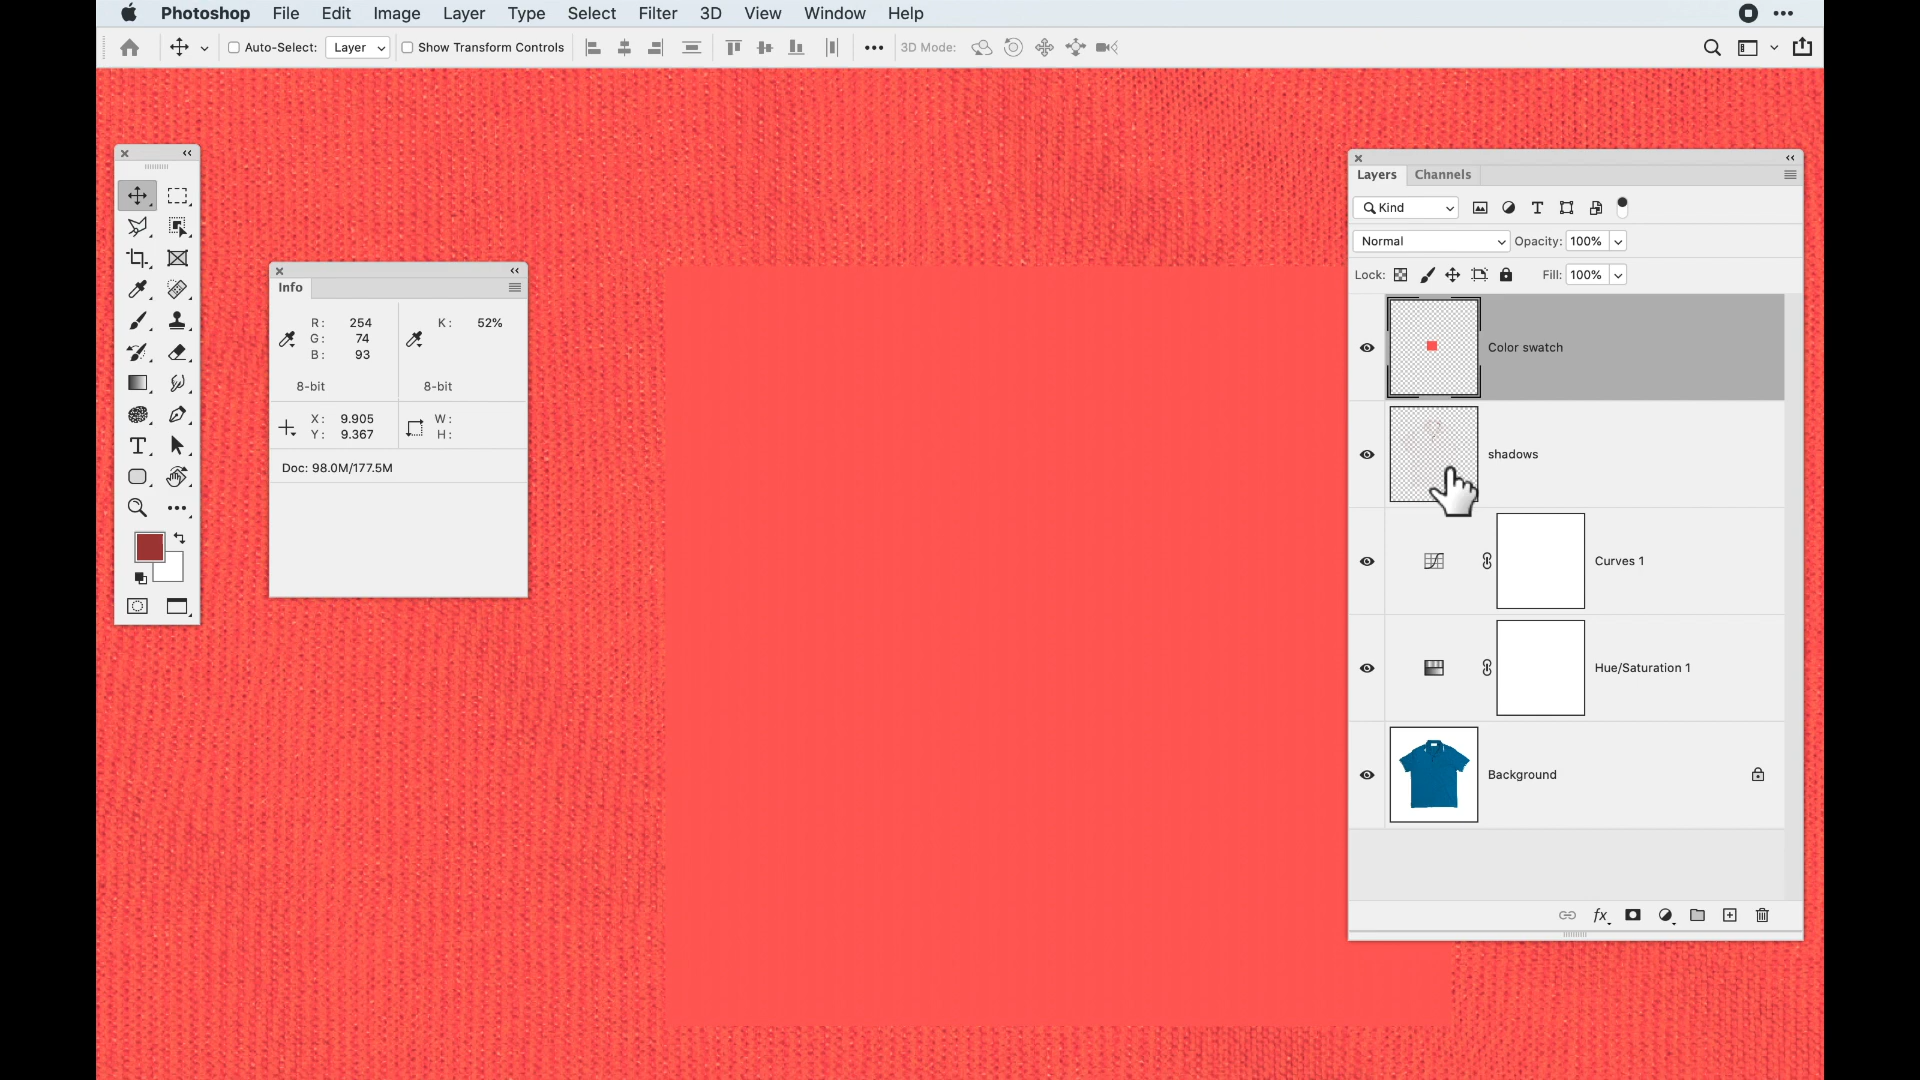 Photoshop File Edit Image Layer Type Select Filter 3D View Window Help
Auto-Select: Layer Show Transform Controls 3D Mode:
Info
R: 254 K: 52%
G: 74
B: 93
8-bit 8-bit
X: 9.905 W:
Y: 9.367 H:
Doc: 98.0M/177.5M
Layers Channels
Kind
Normal Opacity: 100%
Lock: Fill: 100%
Color swatch
shadows
Curves 1
Hue/Saturation 1
Background